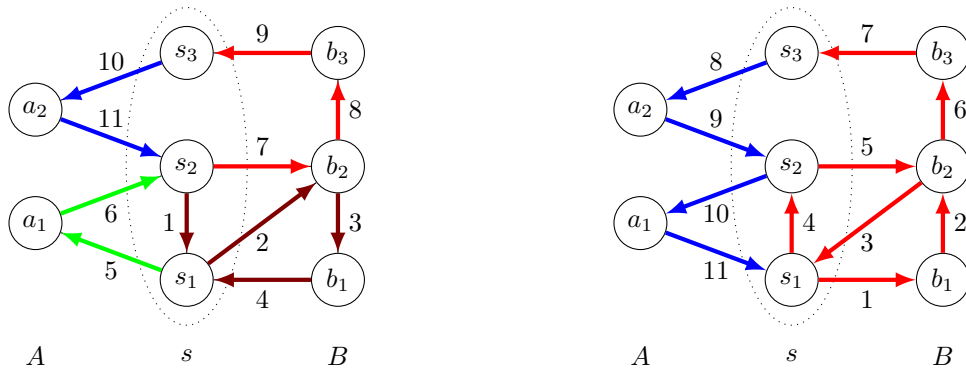 s3 9 b3 s3 7 b3
10 8
a2 8 a2 6
11 9
s2 7 b2 s2 5 b2
a1 6 1 3 a1 10 4 2
5 2 11 3
s1 4 b1 s1 1 b1
A s B A s B